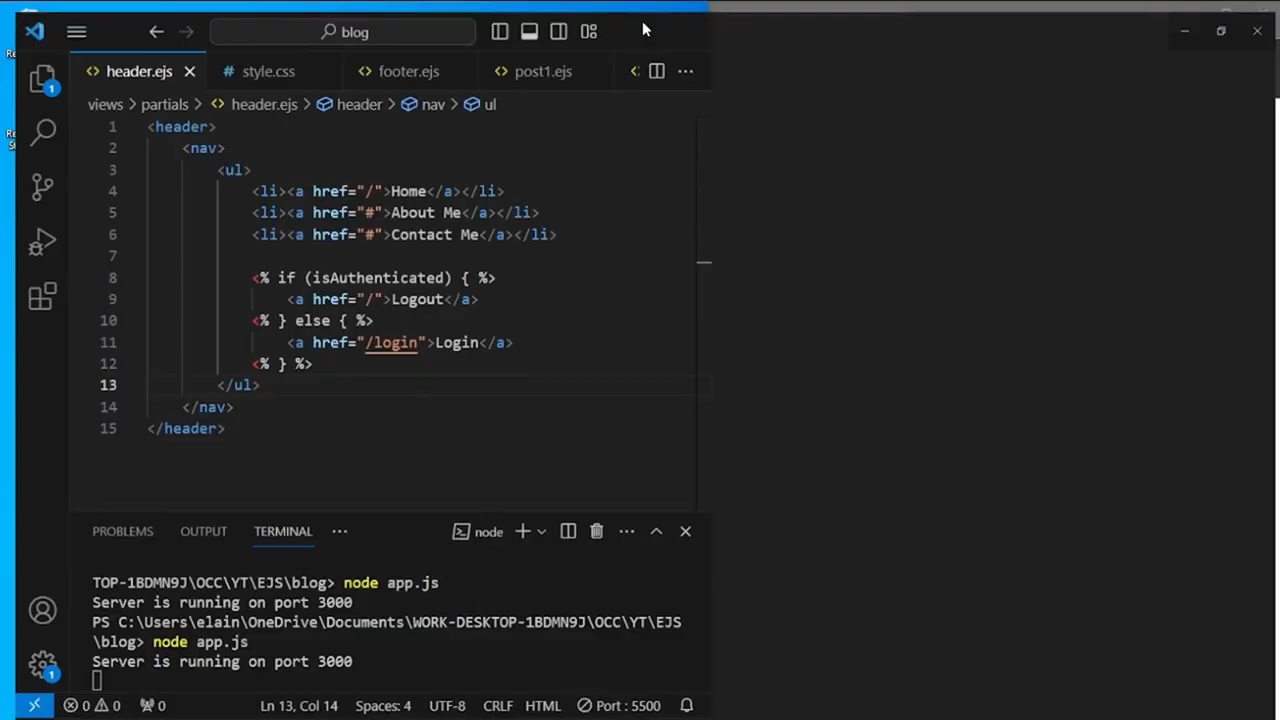 blog
Re
St
1
header.ejs
style.css
footer.ejs
post1.ejs
views > partials > header.ejs > header > nav > ul
1 <header>
2 <nav>
3 <ul>
4 <li><a href="/">Home</a></li>
5 <li><a href="#">About Me</a></li>
6 <li><a href="#">Contact Me</a></li>
7
8 <% if (isAuthenticated) { %>
9 <a href="/">Logout</a>
10 <% } else { %>
11 <a href="/login">Login</a>
12 <% } %>
13 </ul>
14 </nav>
15 </header>
PROBLEMS OUTPUT TERMINAL node
TOP-1BDMN9J\OCC\YT\EJS\blog> node app.js
Server is running on port 3000
PS C:\Users\elain\OneDrive\Documents\WORK-DESKTOP-1BDMN9J\OCC\YT\EJS
\blog> node app.js
Server is running on port 3000
1
0 0 0 Ln 13, Col 14 Spaces: 4 UTF-8 CRLF HTML Port : 5500